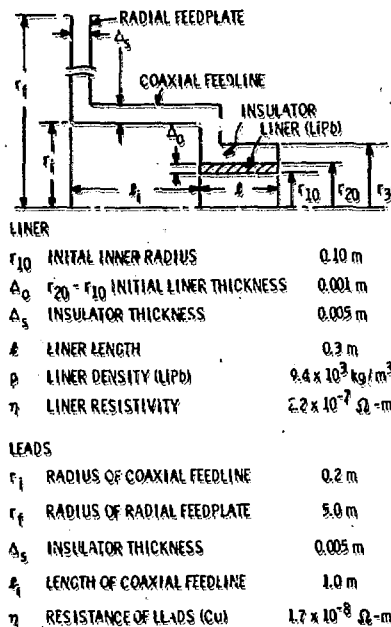 RADIAL FEEDPLATE
Δs
COAXIAL FEEDLINE
INSULATOR
LINER (LiPb)
rf
ri
Δo
ℓi
ℓ
r10
r20
r3
LINER
r10 INITAL INNER RADIUS 0.10 m
Δo r20 - r10 INITIAL LINER THICKNESS 0.001 m
Δs INSULATOR THICKNESS 0.005 m
ℓ LINER LENGTH 0.3 m
ρ LINER DENSITY (LiPb) 9.4 x 10³ kg/m³
η LINER RESISTIVITY 2.2 x 10⁻⁷ Ω-m
LEADS
ri RADIUS OF COAXIAL FEEDLINE 0.2 m
rf RADIUS OF RADIAL FEEDPLATE 5.0 m
Δs INSULATOR THICKNESS 0.005 m
ℓi LENGTH OF COAXIAL FEEDLINE 1.0 m
η RESISTANCE OF LEADS (Cu) 1.7 x 10⁻⁸ Ω-m